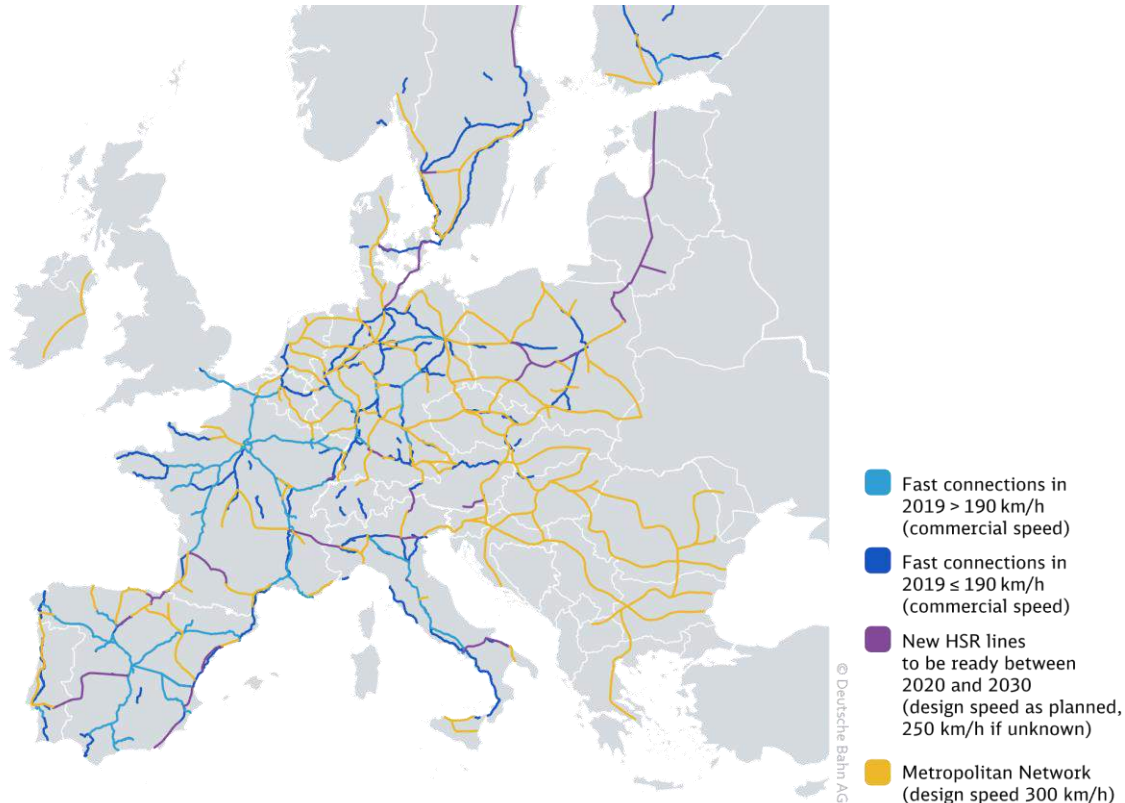 Fast connections in
2019 > 190 km/h
(commercial speed)
Fast connections in
2019 ≤ 190 km/h
(commercial speed)
New HSR lines
to be ready between
2020 and 2030
(design speed as planned,
250 km/h if unknown)
Metropolitan Network
(design speed 300 km/h)
© Deutsche Bahn AG